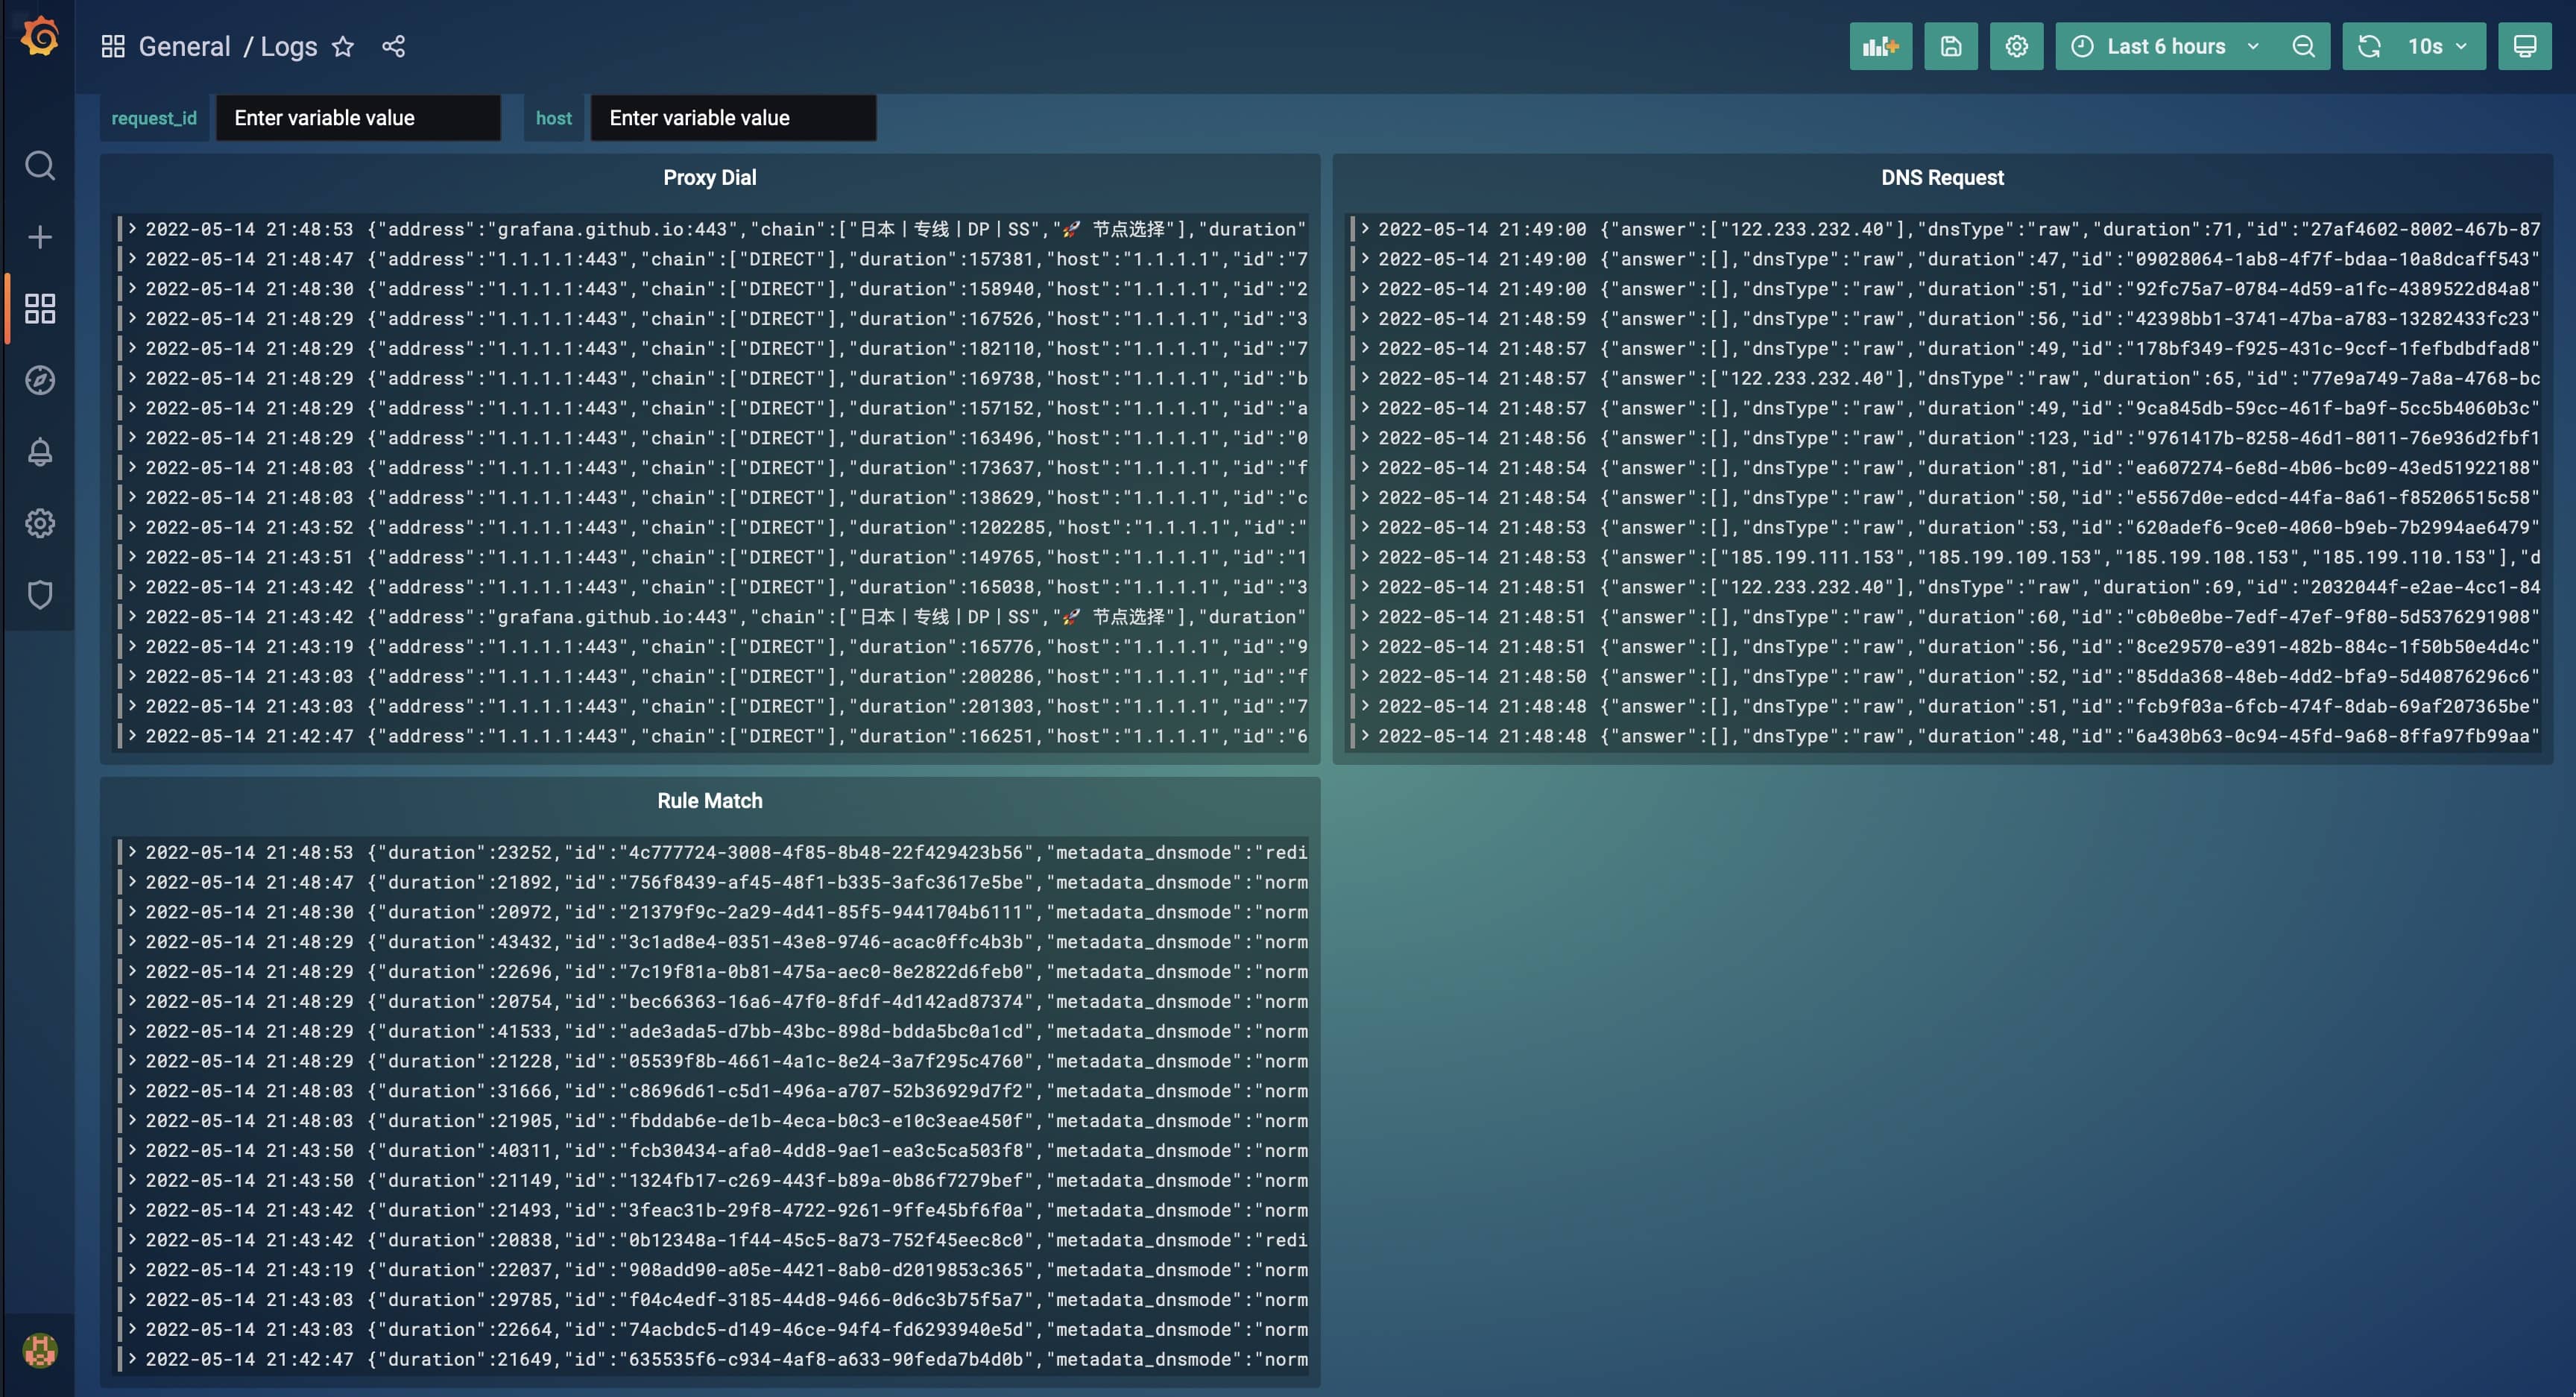 General / Logs
Last 6 hours
10s
request_id Enter variable value host Enter variable value
Proxy Dial
2022-05-14 21:48:53 {"address":"grafana.github.io:443","chain":["日本丨专线丨DP丨SS","🚀 节点选择"],"duration"
2022-05-14 21:48:47 {"address":"1.1.1.1:443","chain":["DIRECT"],"duration":157381,"host":"1.1.1.1","id":"7
2022-05-14 21:48:30 {"address":"1.1.1.1:443","chain":["DIRECT"],"duration":158940,"host":"1.1.1.1","id":"2
2022-05-14 21:48:29 {"address":"1.1.1.1:443","chain":["DIRECT"],"duration":167526,"host":"1.1.1.1","id":"3
2022-05-14 21:48:29 {"address":"1.1.1.1:443","chain":["DIRECT"],"duration":182110,"host":"1.1.1.1","id":"7
2022-05-14 21:48:29 {"address":"1.1.1.1:443","chain":["DIRECT"],"duration":169738,"host":"1.1.1.1","id":"b
2022-05-14 21:48:29 {"address":"1.1.1.1:443","chain":["DIRECT"],"duration":157152,"host":"1.1.1.1","id":"a
2022-05-14 21:48:29 {"address":"1.1.1.1:443","chain":["DIRECT"],"duration":163496,"host":"1.1.1.1","id":"0
2022-05-14 21:48:03 {"address":"1.1.1.1:443","chain":["DIRECT"],"duration":173637,"host":"1.1.1.1","id":"f
2022-05-14 21:48:03 {"address":"1.1.1.1:443","chain":["DIRECT"],"duration":138629,"host":"1.1.1.1","id":"c
2022-05-14 21:43:52 {"address":"1.1.1.1:443","chain":["DIRECT"],"duration":1202285,"host":"1.1.1.1","id":"
2022-05-14 21:43:51 {"address":"1.1.1.1:443","chain":["DIRECT"],"duration":149765,"host":"1.1.1.1","id":"1
2022-05-14 21:43:42 {"address":"1.1.1.1:443","chain":["DIRECT"],"duration":165038,"host":"1.1.1.1","id":"3
2022-05-14 21:43:42 {"address":"grafana.github.io:443","chain":["日本丨专线丨DP丨SS","🚀 节点选择"],"duration"
2022-05-14 21:43:19 {"address":"1.1.1.1:443","chain":["DIRECT"],"duration":165776,"host":"1.1.1.1","id":"9
2022-05-14 21:43:03 {"address":"1.1.1.1:443","chain":["DIRECT"],"duration":200286,"host":"1.1.1.1","id":"f
2022-05-14 21:43:03 {"address":"1.1.1.1:443","chain":["DIRECT"],"duration":201303,"host":"1.1.1.1","id":"7
2022-05-14 21:42:47 {"address":"1.1.1.1:443","chain":["DIRECT"],"duration":166251,"host":"1.1.1.1","id":"6
DNS Request
2022-05-14 21:49:00 {"answer":["122.233.232.40"],"dnsType":"raw","duration":71,"id":"27af4602-8002-467b-87
2022-05-14 21:49:00 {"answer":[],"dnsType":"raw","duration":47,"id":"09028064-1ab8-4f7f-bdaa-10a8dcaff543"
2022-05-14 21:49:00 {"answer":[],"dnsType":"raw","duration":51,"id":"92fc75a7-0784-4d59-a1fc-4389522d84a8"
2022-05-14 21:48:59 {"answer":[],"dnsType":"raw","duration":56,"id":"42398bb1-3741-47ba-a783-13282433fc23"
2022-05-14 21:48:57 {"answer":[],"dnsType":"raw","duration":49,"id":"178bf349-f925-431c-9ccf-1fefbdbdfad8"
2022-05-14 21:48:57 {"answer":["122.233.232.40"],"dnsType":"raw","duration":65,"id":"77e9a749-7a8a-4768-bc
2022-05-14 21:48:57 {"answer":[],"dnsType":"raw","duration":49,"id":"9ca845db-59cc-461f-ba9f-5cc5b4060b3c"
2022-05-14 21:48:56 {"answer":[],"dnsType":"raw","duration":123,"id":"9761417b-8258-46d1-8011-76e936d2fbf1
2022-05-14 21:48:54 {"answer":[],"dnsType":"raw","duration":81,"id":"ea607274-6e8d-4b06-bc09-43ed51922188"
2022-05-14 21:48:54 {"answer":[],"dnsType":"raw","duration":50,"id":"e5567d0e-edcd-44fa-8a61-f85206515c58"
2022-05-14 21:48:53 {"answer":[],"dnsType":"raw","duration":53,"id":"620adef6-9ce0-4060-b9eb-7b2994ae6479"
2022-05-14 21:48:53 {"answer":["185.199.111.153","185.199.109.153","185.199.108.153","185.199.110.153"],"d
2022-05-14 21:48:51 {"answer":["122.233.232.40"],"dnsType":"raw","duration":69,"id":"2032044f-e2ae-4cc1-84
2022-05-14 21:48:51 {"answer":[],"dnsType":"raw","duration":60,"id":"c0b0e0be-7edf-47ef-9f80-5d5376291908"
2022-05-14 21:48:51 {"answer":[],"dnsType":"raw","duration":56,"id":"8ce29570-e391-482b-884c-1f50b50e4d4c"
2022-05-14 21:48:50 {"answer":[],"dnsType":"raw","duration":52,"id":"85dda368-48eb-4dd2-bfa9-5d40876296c6"
2022-05-14 21:48:48 {"answer":[],"dnsType":"raw","duration":51,"id":"fcb9f03a-6fcb-474f-8dab-69af207365be"
2022-05-14 21:48:48 {"answer":[],"dnsType":"raw","duration":48,"id":"6a430b63-0c94-45fd-9a68-8ffa97fb99aa"
Rule Match
2022-05-14 21:48:53 {"duration":23252,"id":"4c777724-3008-4f85-8b48-22f429423b56","metadata_dnsmode":"redi
2022-05-14 21:48:47 {"duration":21892,"id":"756f8439-af45-48f1-b335-3afc3617e5be","metadata_dnsmode":"norm
2022-05-14 21:48:30 {"duration":20972,"id":"21379f9c-2a29-4d41-85f5-9441704b6111","metadata_dnsmode":"norm
2022-05-14 21:48:29 {"duration":43432,"id":"3c1ad8e4-0351-43e8-9746-acac0ffc4b3b","metadata_dnsmode":"norm
2022-05-14 21:48:29 {"duration":22696,"id":"7c19f81a-0b81-475a-aec0-8e2822d6feb0","metadata_dnsmode":"norm
2022-05-14 21:48:29 {"duration":20754,"id":"bec66363-16a6-47f0-8fdf-4d142ad87374","metadata_dnsmode":"norm
2022-05-14 21:48:29 {"duration":41533,"id":"ade3ada5-d7bb-43bc-898d-bdda5bc0a1cd","metadata_dnsmode":"norm
2022-05-14 21:48:29 {"duration":21228,"id":"05539f8b-4661-4a1c-8e24-3a7f295c4760","metadata_dnsmode":"norm
2022-05-14 21:48:03 {"duration":31666,"id":"c8696d61-c5d1-496a-a707-52b36929d7f2","metadata_dnsmode":"norm
2022-05-14 21:48:03 {"duration":21905,"id":"fbddab6e-de1b-4eca-b0c3-e10c3eae450f","metadata_dnsmode":"norm
2022-05-14 21:43:50 {"duration":40311,"id":"fcb30434-afa0-4dd8-9ae1-ea3c5ca503f8","metadata_dnsmode":"norm
2022-05-14 21:43:50 {"duration":21149,"id":"1324fb17-c269-443f-b89a-0b86f7279bef","metadata_dnsmode":"norm
2022-05-14 21:43:42 {"duration":21493,"id":"3feac31b-29f8-4722-9261-9ffe45bf6f0a","metadata_dnsmode":"norm
2022-05-14 21:43:42 {"duration":20838,"id":"0b12348a-1f44-45c5-8a73-752f45eec8c0","metadata_dnsmode":"redi
2022-05-14 21:43:19 {"duration":22037,"id":"908add90-a05e-4421-8ab0-d2019853c365","metadata_dnsmode":"norm
2022-05-14 21:43:03 {"duration":29785,"id":"f04c4edf-3185-44d8-9466-0d6c3b75f5a7","metadata_dnsmode":"norm
2022-05-14 21:43:03 {"duration":22664,"id":"74acbdc5-d149-46ce-94f4-fd6293940e5d","metadata_dnsmode":"norm
2022-05-14 21:42:47 {"duration":21649,"id":"635535f6-c934-4af8-a633-90feda7b4d0b","metadata_dnsmode":"norm